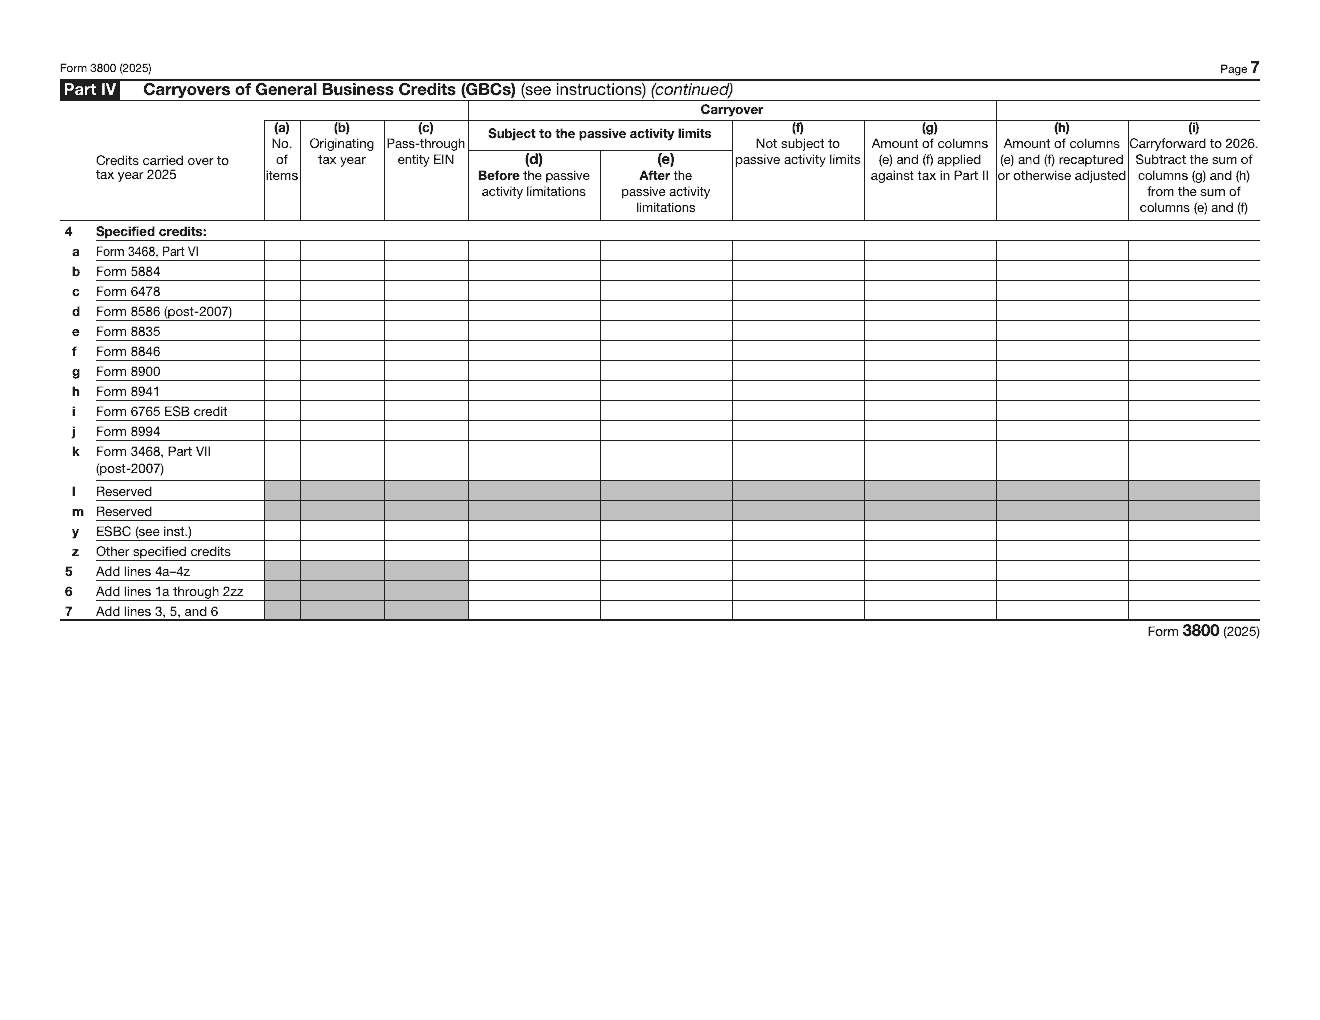 Form 3800 (2025) Page 7
Part IV Carryovers of General Business Credits (GBCs) (see instructions) (continued)
Carryover
Credits carried over to
tax year 2025
(a)
No.
of
items
(b)
Originating
tax year
(c)
Pass-through
entity EIN
Subject to the passive activity limits
(d)
Before the passive
activity limitations
(e)
After the
passive activity
limitations
(f)
Not subject to
passive activity limits
(g)
Amount of columns
(e) and (f) applied
against tax in Part II
(h)
Amount of columns
(e) and (f) recaptured
or otherwise adjusted
(i)
Carryforward to 2026.
Subtract the sum of
columns (g) and (h)
from the sum of
columns (e) and (f)
4 Specified credits:
a Form 3468, Part VI
b Form 5884
c Form 6478
d Form 8586 (post-2007)
e Form 8835
f Form 8846
g Form 8900
h Form 8941
i Form 6765 ESB credit
j Form 8994
k Form 3468, Part VII
(post-2007)
l Reserved
m Reserved
y ESBC (see inst.)
z Other specified credits
5 Add lines 4a–4z
6 Add lines 1a through 2zz
7 Add lines 3, 5, and 6
Form 3800 (2025)